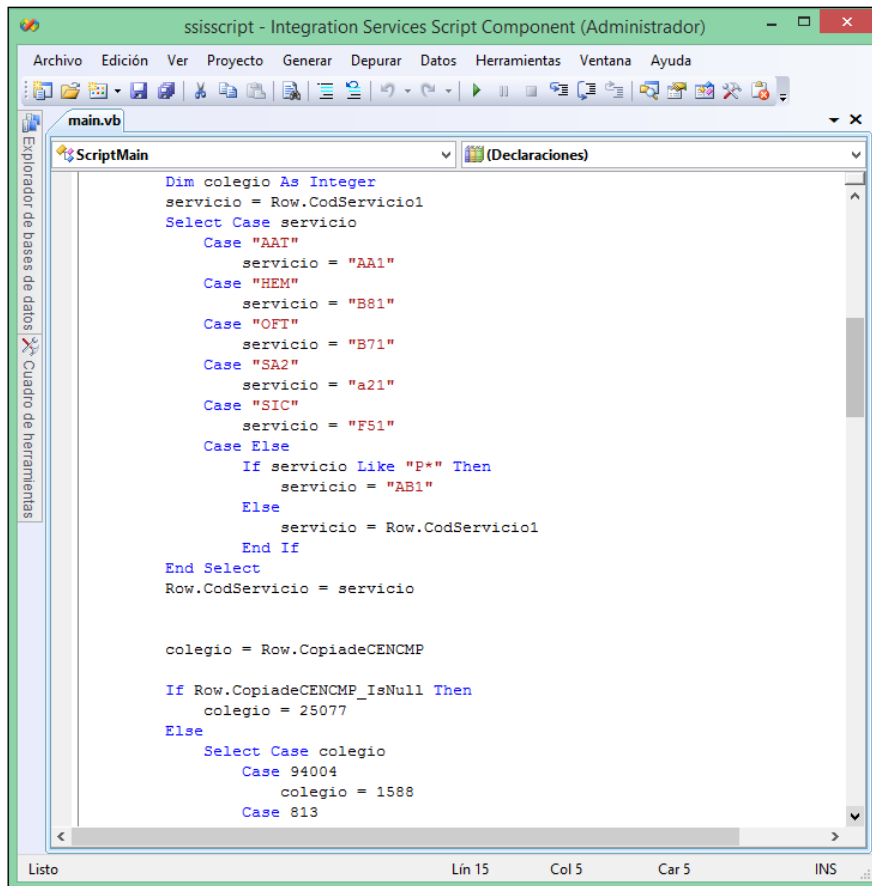 ssisscript - Integration Services Script Component (Administrador)
Archivo Edición Ver Proyecto Generar Depurar Datos Herramientas Ventana Ayuda
main.vb
ScriptMain (Declaraciones)
Explorador de bases de datos
Cuadro de herramientas
Dim colegio As Integer
servicio = Row.CodServicio1
Select Case servicio
Case "AAT"
servicio = "AA1"
Case "HEM"
servicio = "B81"
Case "OFT"
servicio = "B71"
Case "SA2"
servicio = "a21"
Case "SIC"
servicio = "F51"
Case Else
If servicio Like "P*" Then
servicio = "AB1"
Else
servicio = Row.CodServicio1
End If
End Select
Row.CodServicio = servicio
colegio = Row.CopiadeCENCMP
If Row.CopiadeCENCMP_IsNull Then
colegio = 25077
Else
Select Case colegio
Case 94004
colegio = 1588
Case 813
Listo Lín 15 Col 5 Car 5 INS